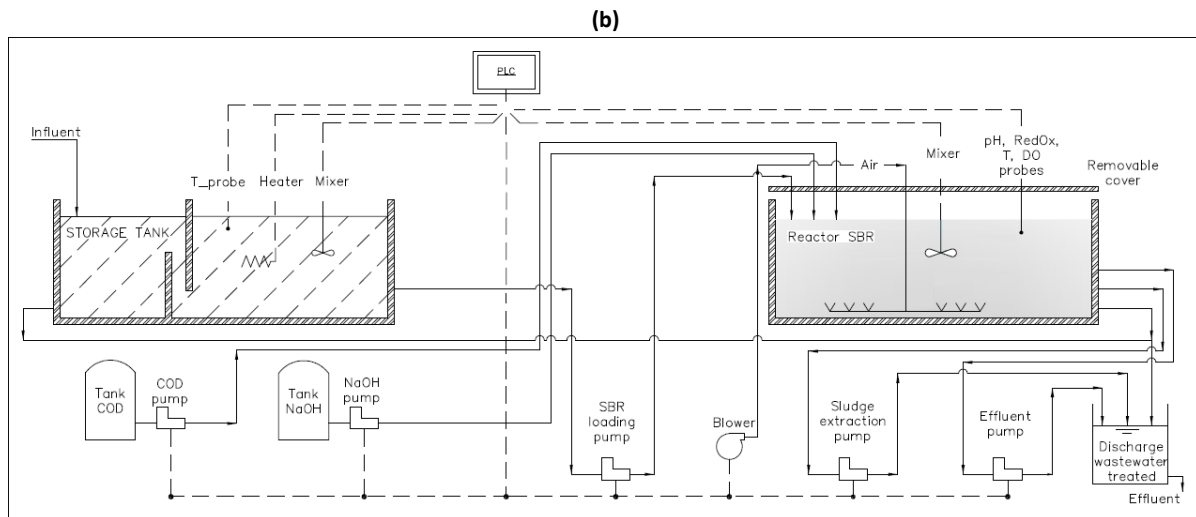 (b)
PLC
Influent
T_probe Heater Mixer
Air
Mixer
pH, RedOx,
T, DO
probes
Removable
cover
STORAGE TANK
Reactor SBR
Tank
COD
COD
pump
Tank
NaOH
NaOH
pump
SBR
loading
pump
Blower
Sludge
extraction
pump
Effluent
pump
Discharge
wastewater
treated
Effluent